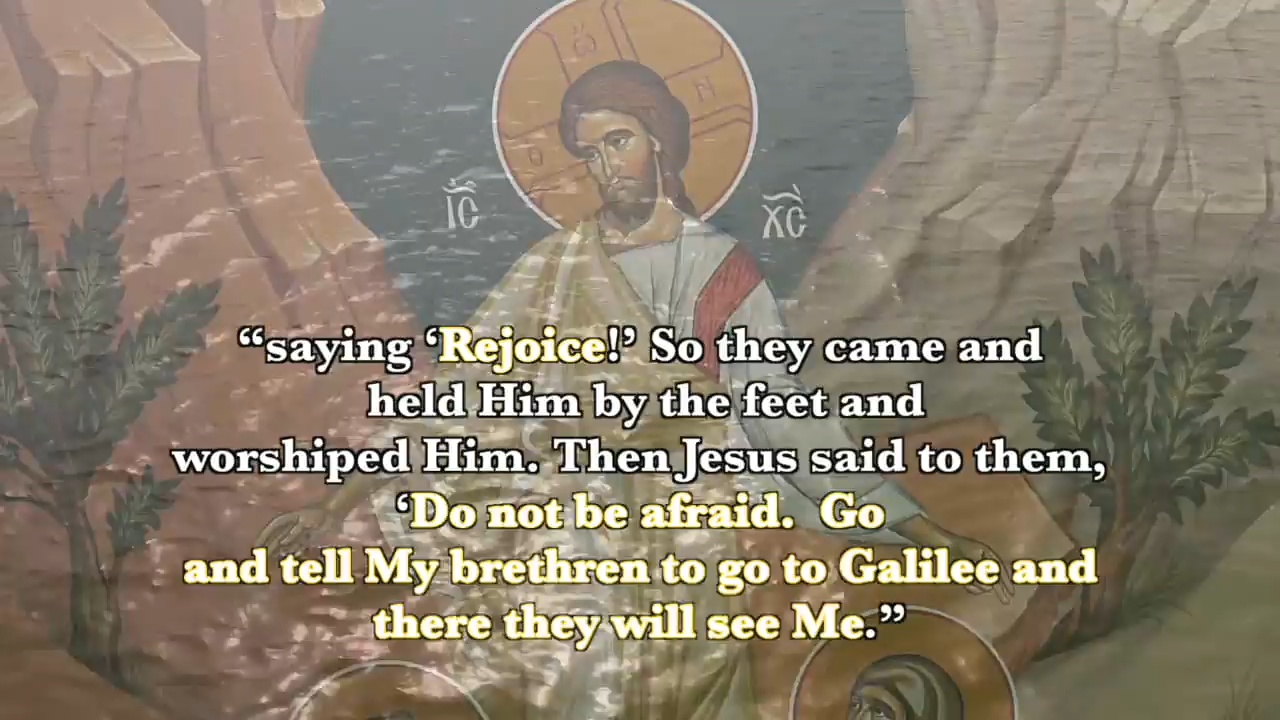 Ὁ Ὤ Ν
ΙC ΧC
“saying ‘Rejoice!’ So they came and
held Him by the feet and
worshiped Him. Then Jesus said to them,
‘Do not be afraid.  Go
and tell My brethren to go to Galilee and
there they will see Me.”